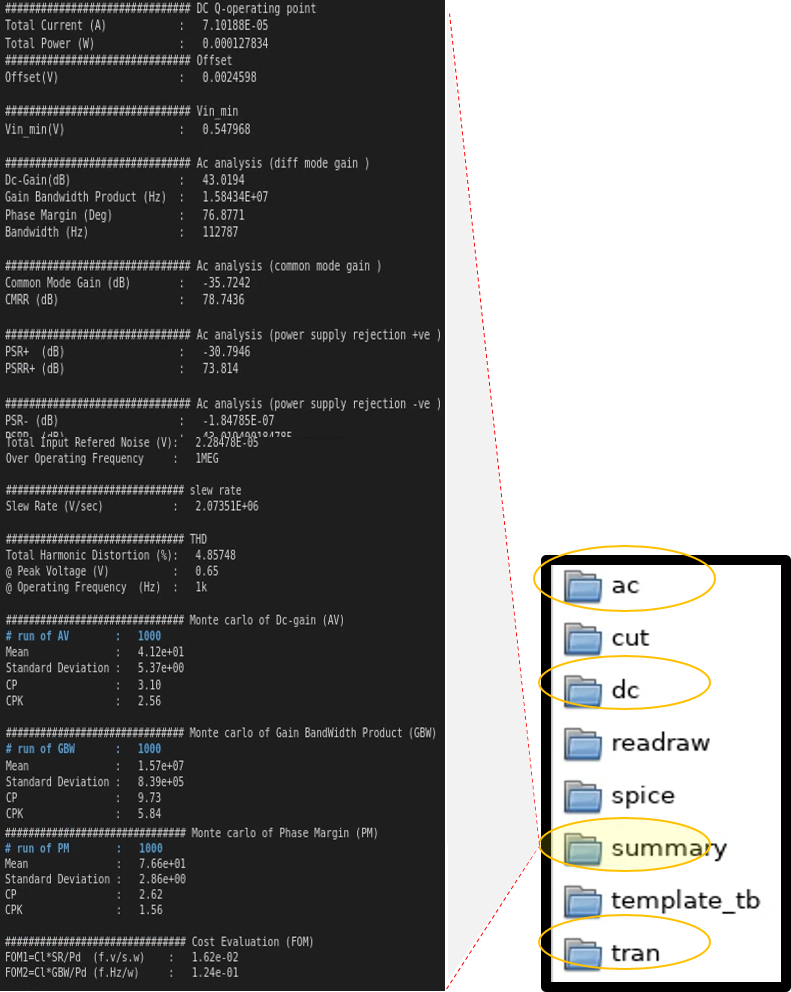 ############################### DC Q-operating point
Total Current (A) : 7.10188E-05
Total Power (W) : 0.000127834
############################### Offset
Offset(V) : 0.0024598
############################### Vin_min
Vin_min(V) : 0.547968
############################### Ac analysis (diff mode gain )
Dc-Gain(dB) : 43.0194
Gain Bandwidth Product (Hz) : 1.58434E+07
Phase Margin (Deg) : 76.8771
Bandwidth (Hz) : 112787
############################### Ac analysis (common mode gain )
Common Mode Gain (dB) : -35.7242
CMRR (dB) : 78.7436
############################### Ac analysis (power supply rejection +ve )
PSR+ (dB) : -30.7946
PSRR+ (dB) : 73.814
############################### Ac analysis (power supply rejection -ve )
PSR- (dB) : -1.84785E-07
Total Input Refered Noise (V): 2.28478E-05
Over Operating Frequency : 1MEG
############################## slew rate
Slew Rate (V/sec) : 2.07351E+06
############################## THD
Total Harmonic Distortion (%): 4.85748
@ Peak Voltage (V) : 0.65
@ Operating Frequency (Hz) : 1k
############################## Monte carlo of Dc-gain (AV)
# run of AV : 1000
Mean : 4.12e+01
Standard Deviation : 5.37e+00
CP : 3.10
CPK : 2.56
############################## Monte carlo of Gain BandWidth Product (GBW)
# run of GBW : 1000
Mean : 1.57e+07
Standard Deviation : 8.39e+05
CP : 9.73
CPK : 5.84
############################## Monte carlo of Phase Margin (PM)
# run of PM : 1000
Mean : 7.66e+01
Standard Deviation : 2.86e+00
CP : 2.62
CPK : 1.56
############################## Cost Evaluation (FOM)
FOM1=Cl*SR/Pd (f.v/s.w) : 1.62e-02
FOM2=Cl*GBW/Pd (f.Hz/w) : 1.24e-01
ac
cut
dc
readraw
spice
summary
template_tb
tran